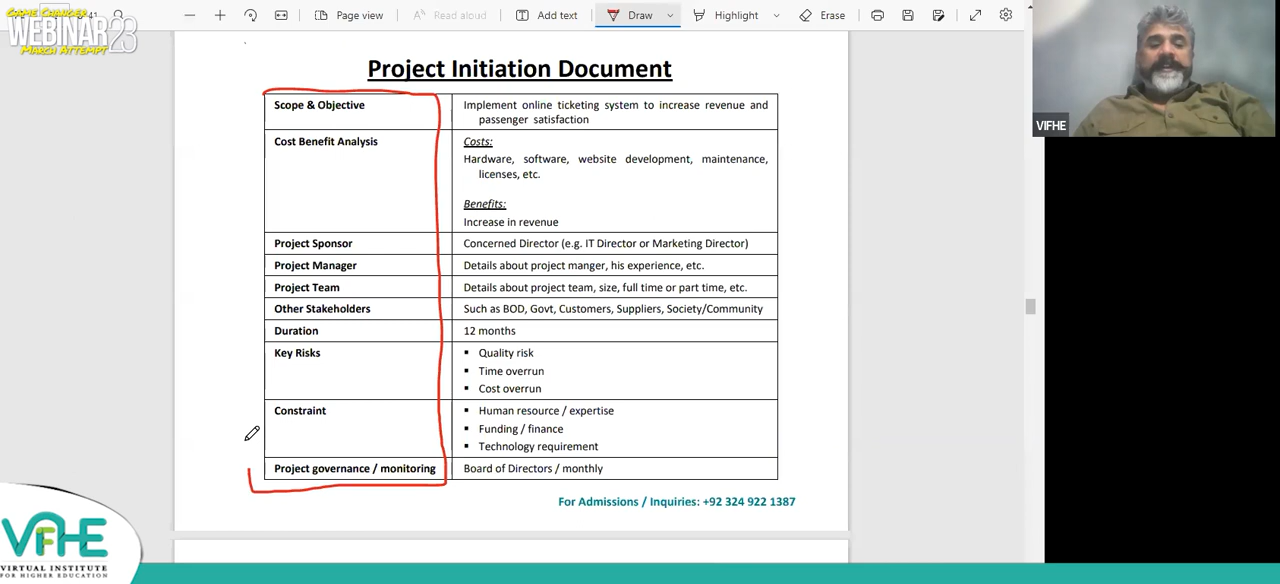 GAME CHANGER
WEBINAR 23
MARCH ATTEMPT
Page view
Read aloud
Add text
Draw
Highlight
Erase
VIFHE
Project Initiation Document
Scope & Objective
Implement online ticketing system to increase revenue and
passenger satisfaction
Cost Benefit Analysis
Costs:
Hardware, software, website development, maintenance,
licenses, etc.
Benefits:
Increase in revenue
Project Sponsor
Concerned Director (e.g. IT Director or Marketing Director)
Project Manager
Details about project manger, his experience, etc.
Project Team
Details about project team, size, full time or part time, etc.
Other Stakeholders
Such as BOD, Govt, Customers, Suppliers, Society/Community
Duration
12 months
Key Risks
▪ Quality risk
▪ Time overrun
▪ Cost overrun
Constraint
▪ Human resource / expertise
▪ Funding / finance
▪ Technology requirement
Project governance / monitoring
Board of Directors / monthly
For Admissions / Inquiries: +92 324 922 1387
VIFHE
VIRTUAL INSTITUTE
FOR HIGHER EDUCATION